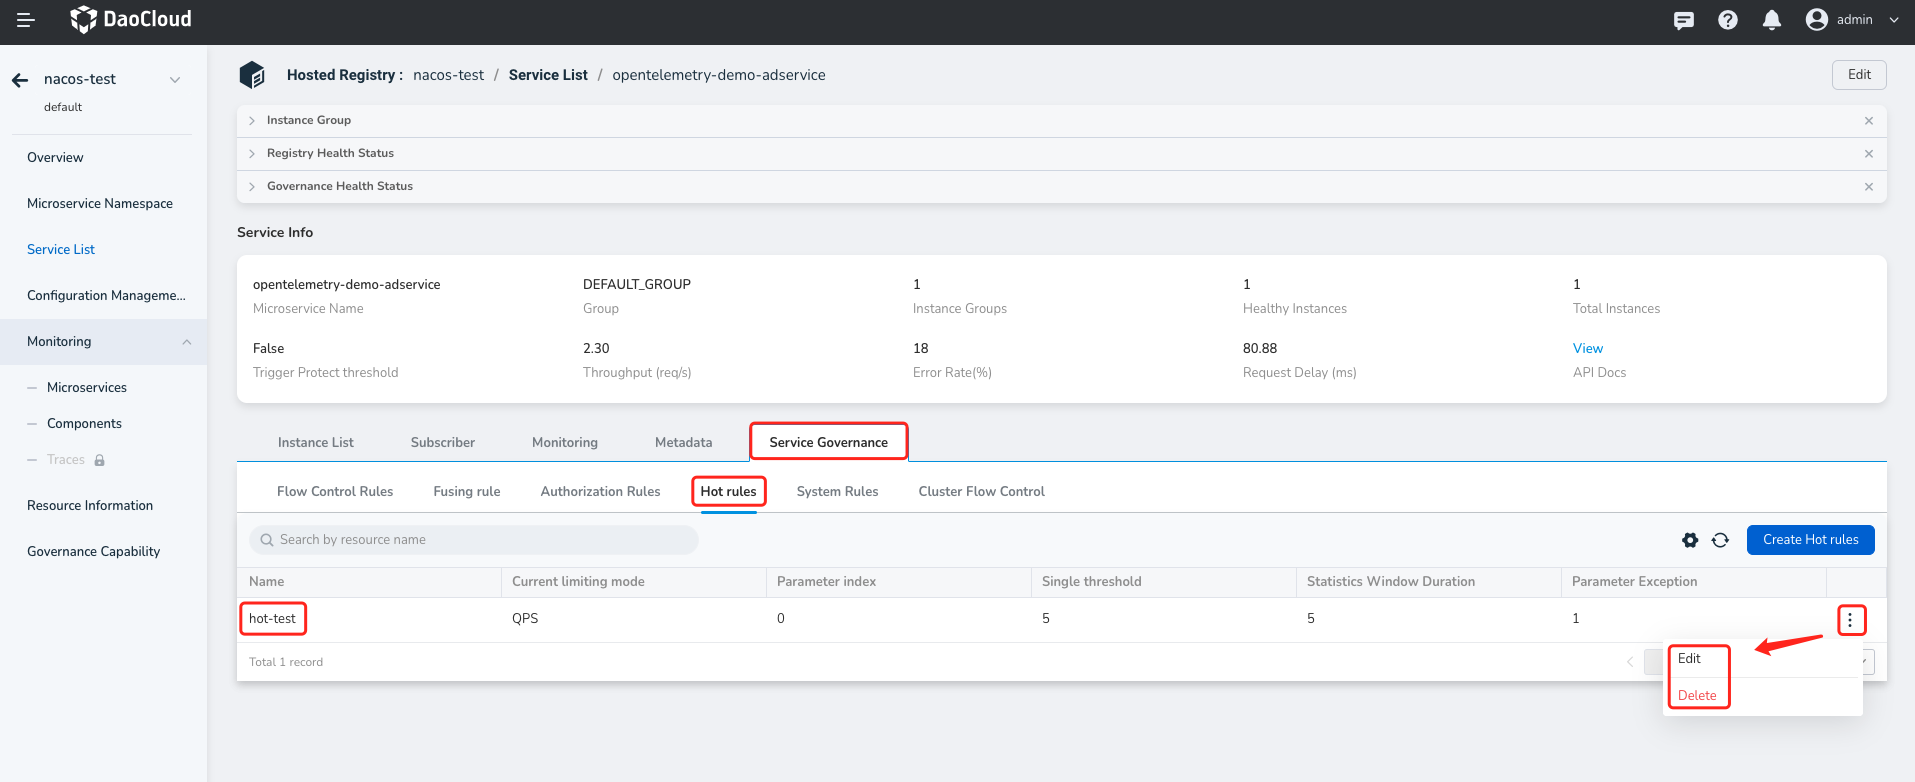 DaoCloud
admin
nacos-test
default
Overview
Microservice Namespace
Service List
Configuration Manageme...
Monitoring
Microservices
Components
Traces
Resource Information
Governance Capability
Hosted Registry : nacos-test / Service List / opentelemetry-demo-adservice
Edit
Instance Group
Registry Health Status
Governance Health Status
Service Info
opentelemetry-demo-adservice DEFAULT_GROUP 1 1 1
Microservice Name Group Instance Groups Healthy Instances Total Instances
False 2.30 18 80.88 View
Trigger Protect threshold Throughput (req/s) Error Rate(%) Request Delay (ms) API Docs
Instance List Subscriber Monitoring Metadata Service Governance
Flow Control Rules Fusing rule Authorization Rules Hot rules System Rules Cluster Flow Control
Search by resource name
Create Hot rules
Name Current limiting mode Parameter index Single threshold Statistics Window Duration Parameter Exception
hot-test QPS 0 5 5 1
Total 1 record
Edit
Delete